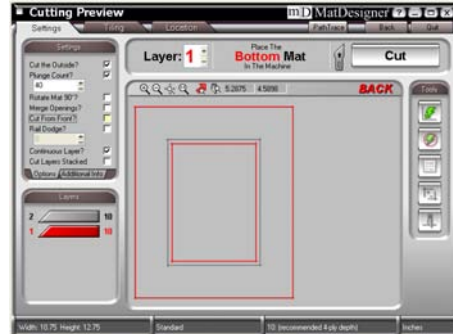 Cutting Preview
mD MatDesigner
Settings
Tiling
Location
PathTrace
Back
Quit
Settings
Cut the Outside?
Plunge Count?
40
Rotate Mat 90°?
Merge Openings?
Cut From Front?
Rail Dodge?
Continuous Layer?
Cut Layers Stacked
Options
Additional Info
Layer: 1
Place The
Bottom Mat
In The Machine
Cut
5.2875
4.5898
BACK
Tools
Layers
2
10
1
10
Width: 10.75 Height: 12.75
Standard
10: (recommended 4-ply depth)
Inches